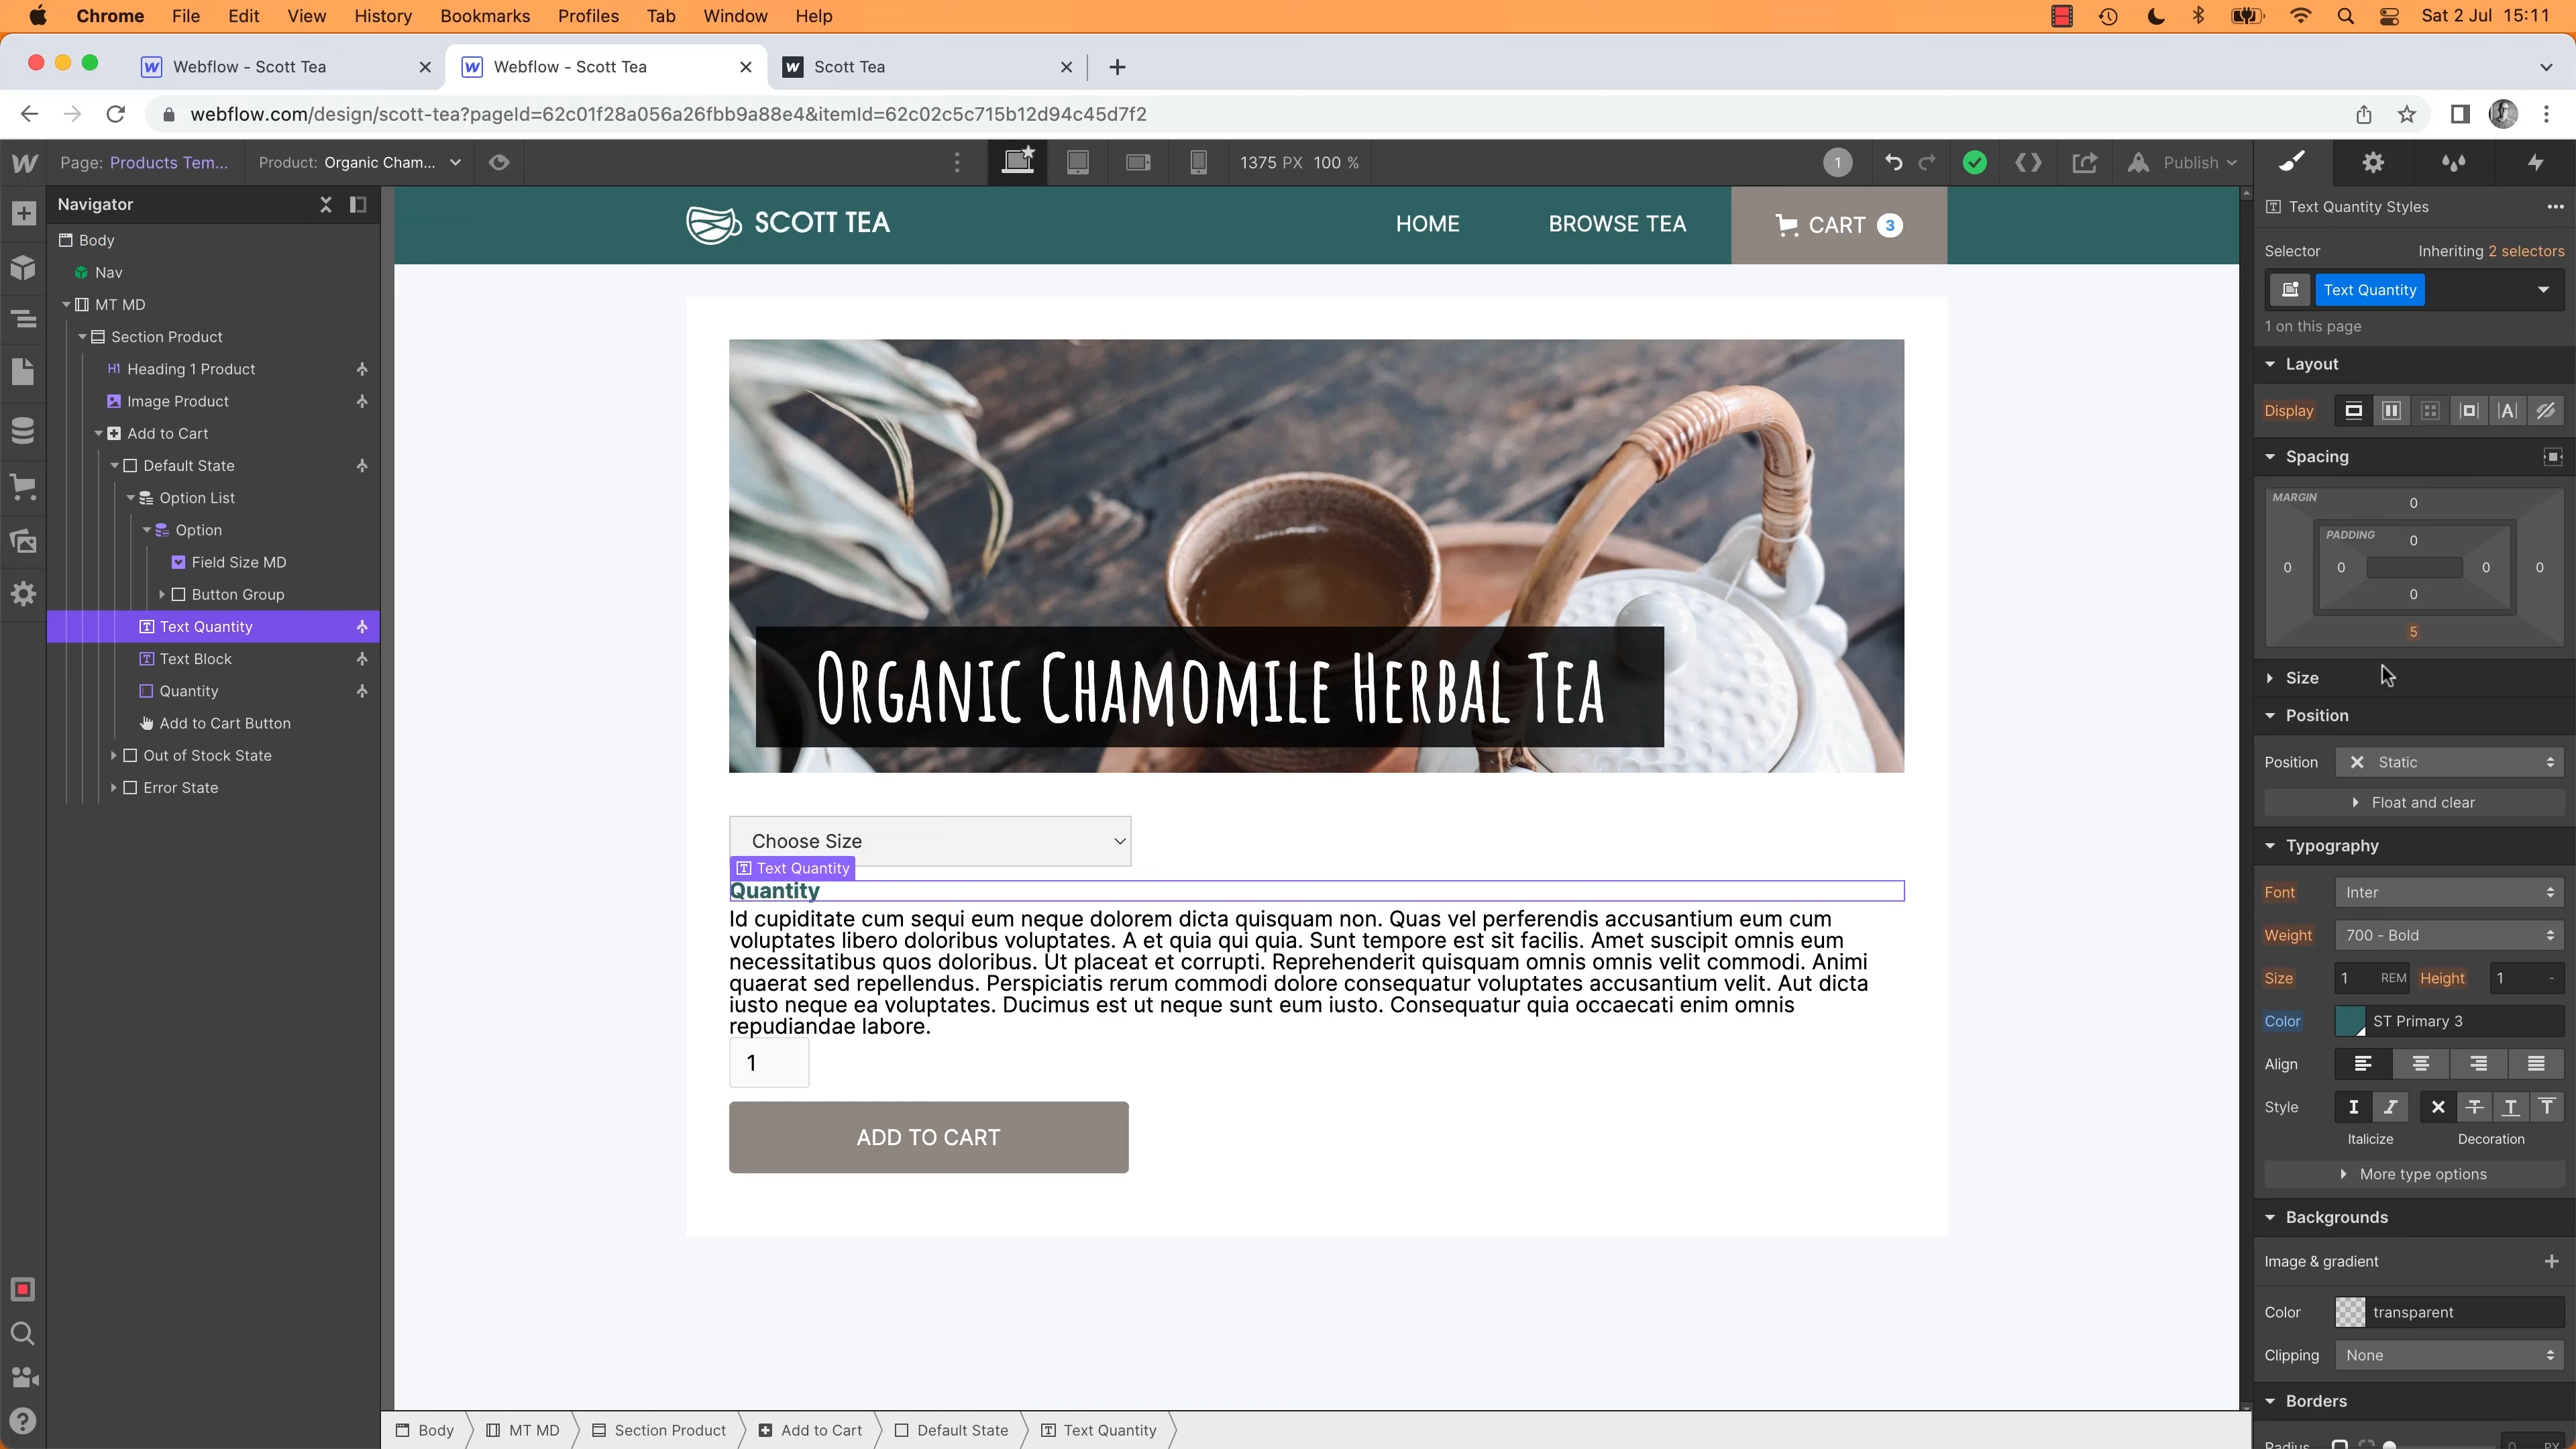 Chrome File Edit View History Bookmarks Profiles Tab Window Help Sat 2 Jul 15:11
Webflow - Scott Tea
Webflow - Scott Tea
Scott Tea
webflow.com/design/scott-tea?pageId=62c01f28a056a26fbb9a88e4&itemId=62c02c5c715b12d94c45d7f2
Page: Products Tem... Product: Organic Cham... 1375 PX 100 % 1 Publish
Navigator
Body
Nav
MT MD
Section Product
H1 Heading 1 Product
Image Product
Add to Cart
Default State
Option List
Option
Field Size MD
Button Group
Text Quantity
Text Block
Quantity
Add to Cart Button
Out of Stock State
Error State
SCOTT TEA
HOME BROWSE TEA CART 3
Organic Chamomile Herbal Tea
Choose Size
Text Quantity
Quantity
Id cupiditate cum sequi eum neque dolorem dicta quisquam non. Quas vel perferendis accusantium eum cum
voluptates libero doloribus voluptates. A et quia qui quia. Sunt tempore est sit facilis. Amet suscipit omnis eum
necessitatibus quos doloribus. Ut placeat et corrupti. Reprehenderit quisquam omnis omnis velit commodi. Animi
quaerat sed repellendus. Perspiciatis rerum commodi dolore consequatur voluptates accusantium velit. Aut dicta
iusto neque ea voluptates. Ducimus est ut neque sunt eum iusto. Consequatur quia occaecati enim omnis
repudiandae labore.
1
ADD TO CART
Body MT MD Section Product Add to Cart Default State Text Quantity
Text Quantity Styles
Selector Inheriting 2 selectors
Text Quantity
1 on this page
Layout
Display
Spacing
MARGIN
0
PADDING
0
0 0 0 0
0
5
Size
Position
Position Static
Float and clear
Typography
Font Inter
Weight 700 - Bold
Size 1 REM Height 1 -
Color ST Primary 3
Align
Style
Italicize Decoration
More type options
Backgrounds
Image & gradient
Color transparent
Clipping None
Borders
Radius 0 PX